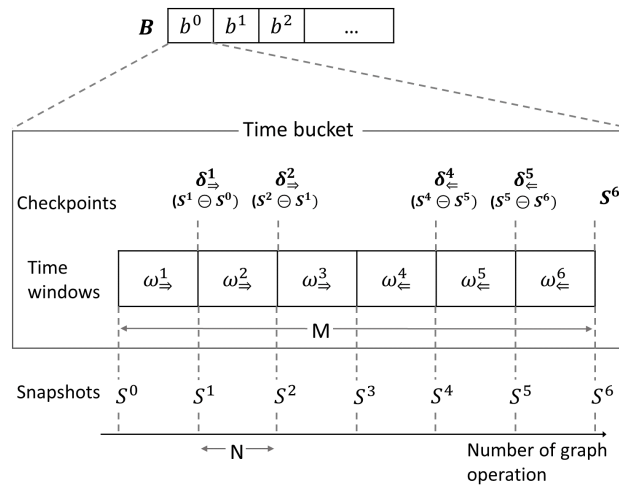 B b⁰ b¹ b² ...
Time bucket
Checkpoints δ¹⇒ δ²⇒ δ⁴⇐ δ⁵⇐ S⁶
(S¹ ⊖ S⁰) (S² ⊖ S¹) (S⁴ ⊖ S⁵) (S⁵ ⊖ S⁶)
Time
windows
ω¹⇒ ω²⇒ ω³⇒ ω⁴⇐ ω⁵⇐ ω⁶⇐
M
Snapshots S⁰ S¹ S² S³ S⁴ S⁵ S⁶
N
Number of graph
operation